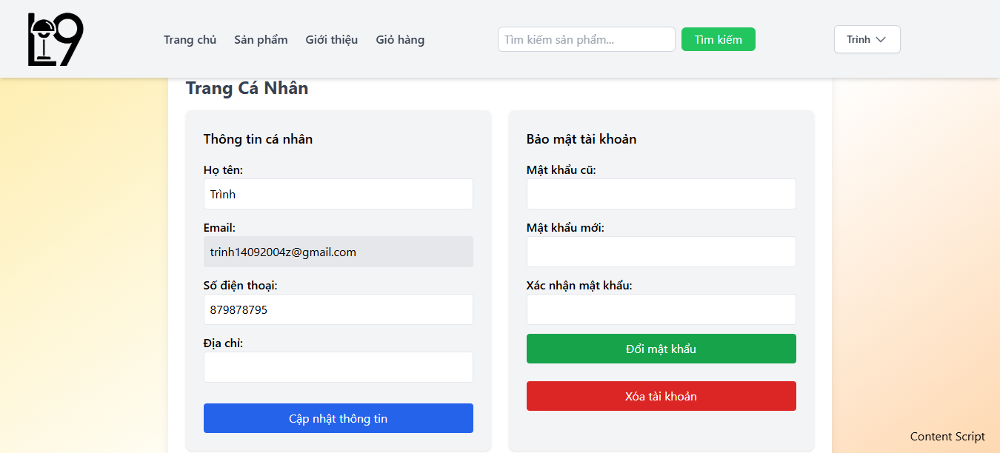 L9
Trang chủ Sản phẩm Giới thiệu Giỏ hàng Tìm kiếm sản phẩm... Tìm kiếm Trình
Trang Cá Nhân
Thông tin cá nhân
Họ tên:
Trình
Email:
trinh14092004z@gmail.com
Số điện thoại:
879878795
Địa chỉ:
Cập nhật thông tin
Bảo mật tài khoản
Mật khẩu cũ:
Mật khẩu mới:
Xác nhận mật khẩu:
Đổi mật khẩu
Xóa tài khoản
Content Script